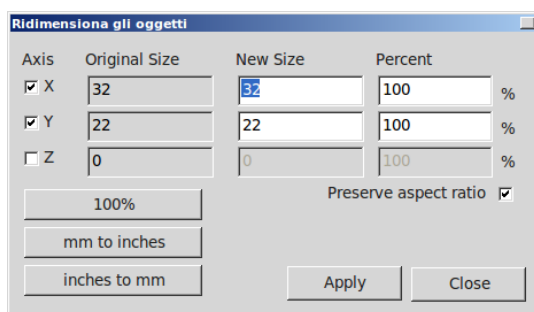 Ridimensiona gli oggetti
Axis Original Size New Size Percent
X 32 32 100 %
Y 22 22 100 %
Z 0 0 100 %
100% Preserve aspect ratio
mm to inches
inches to mm Apply Close